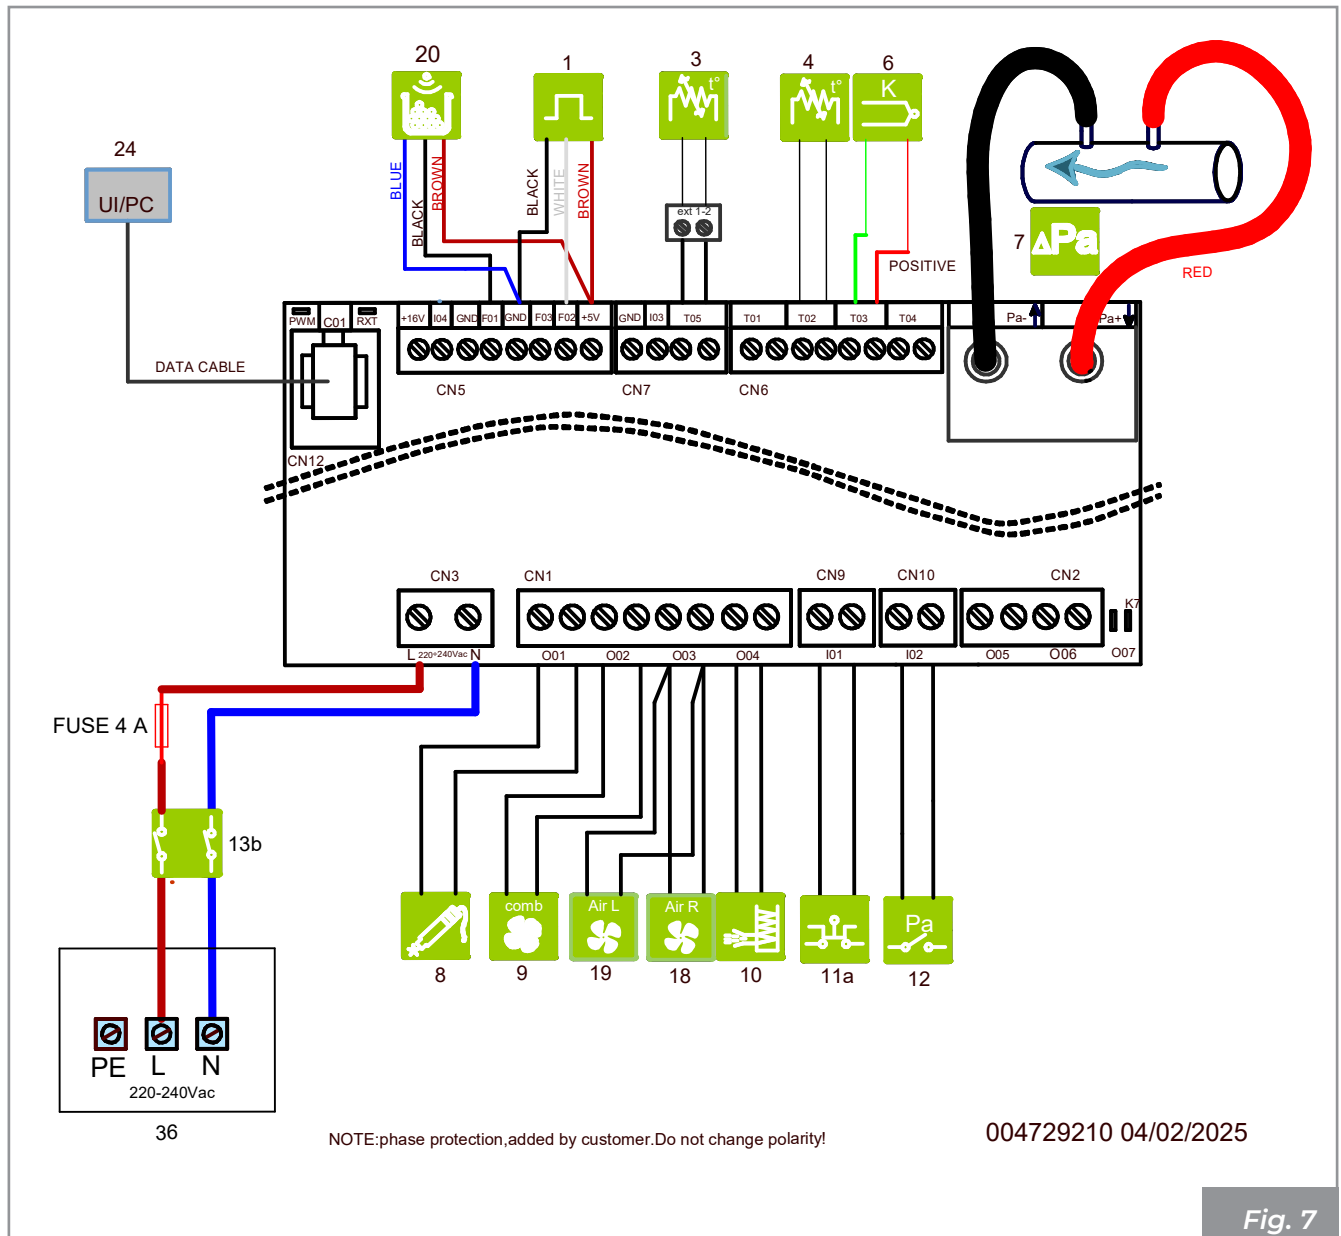 20
1
3
4
6
24
UI/PC
t°
t°
K
BLUE
BLACK
BROWN
BLACK
WHITE
BROWN
ext 1-2
POSITIVE
7
ΔPa
RED
PWM
C01
RXT
+16V
I04
GND
F01
GND
F03
F02
+5V
GND
I03
T05
T01
T02
T03
T04
Pa-
Pa+
DATA CABLE
CN5
CN7
CN6
CN12
CN3
CN1
CN9
CN10
CN2
K7
L
220÷240Vac
N
O01
O02
O03
O04
I01
I02
O05
O06
O07
FUSE 4 A
13b
comb
Air L
Air R
Pa
8
9
19
18
10
11a
12
PE
L
N
220-240Vac
36
NOTE:phase protection,added by customer.Do not change polarity!
004729210 04/02/2025
Fig. 7